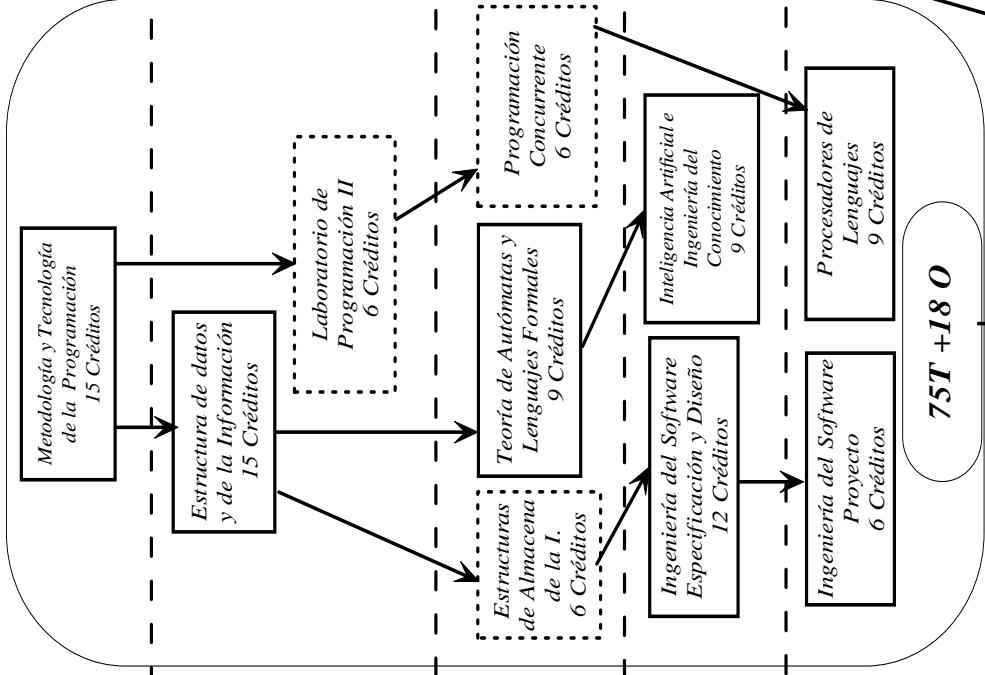 Metodología y Tecnología
de la Programación
15 Créditos
Estructura de datos
y de la Información
15 Créditos
Laboratorio de
Programación II
6 Créditos
Estructuras
de Almacena
de la I.
6 Créditos
Teoría de Autómatas y
Lenguajes Formales
9 Créditos
Programación
Concurrente
6 Créditos
Ingeniería del Software
Especificación y Diseño
12 Créditos
Inteligencia Artificial e
Ingeniería del
Conocimiento
9 Créditos
Ingeniería del Software
Proyecto
6 Créditos
Procesadores de
Lenguajes
9 Créditos
75T +18 O